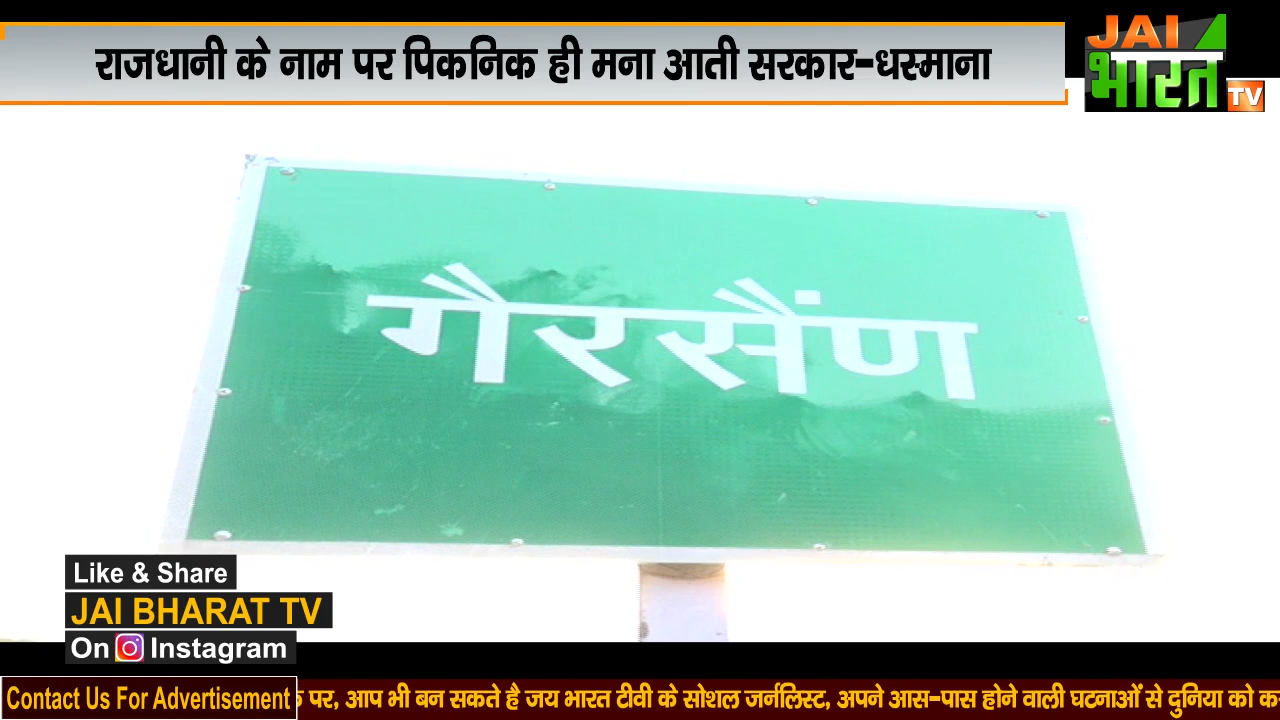 राजधानी के नाम पर पिकनिक ही मना आती सरकार-धस्माना
JAI
भारत
TV
गैरसैंण
Like & Share
JAI BHARAT TV
On Instagram
Contact Us For Advertisement
पर, आप भी बन सकते है जय भारत टीवी के सोशल जर्नलिस्ट, अपने आस-पास होने वाली घटनाओं से दुनिया को